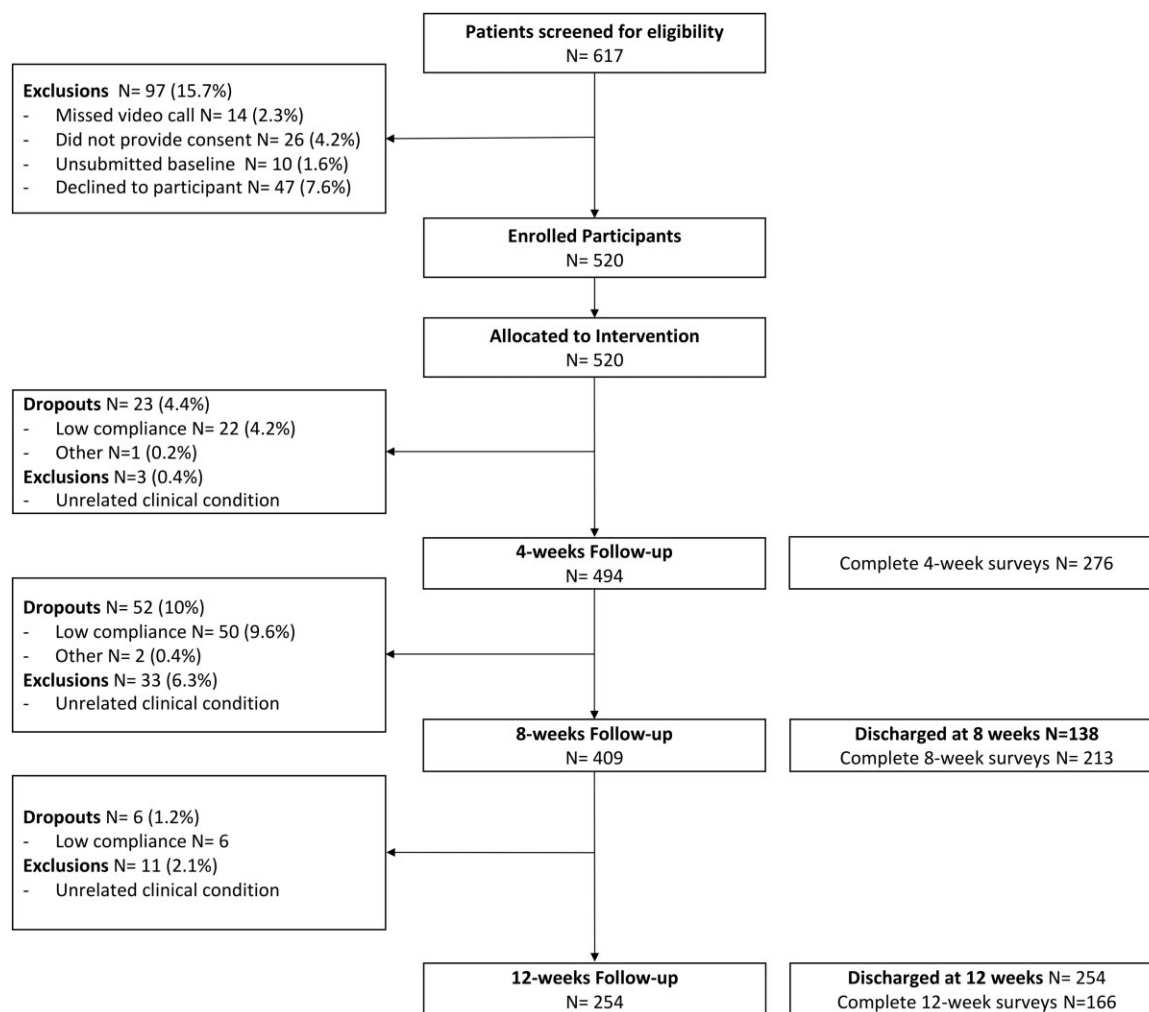 Patients screened for eligibility
N= 617
Exclusions N= 97 (15.7%)
- Missed video call N= 14 (2.3%)
- Did not provide consent N= 26 (4.2%)
- Unsubmitted baseline N= 10 (1.6%)
- Declined to participant N= 47 (7.6%)
Enrolled Participants
N= 520
Allocated to Intervention
N= 520
Dropouts N= 23 (4.4%)
- Low compliance N= 22 (4.2%)
- Other N=1 (0.2%)
Exclusions N=3 (0.4%)
- Unrelated clinical condition
4-weeks Follow-up
N= 494
Complete 4-week surveys N= 276
Dropouts N= 52 (10%)
- Low compliance N= 50 (9.6%)
- Other N= 2 (0.4%)
Exclusions N= 33 (6.3%)
- Unrelated clinical condition
8-weeks Follow-up
N= 409
Discharged at 8 weeks N=138
Complete 8-week surveys N= 213
Dropouts N= 6 (1.2%)
- Low compliance N= 6
Exclusions N= 11 (2.1%)
- Unrelated clinical condition
12-weeks Follow-up
N= 254
Discharged at 12 weeks N= 254
Complete 12-week surveys N=166